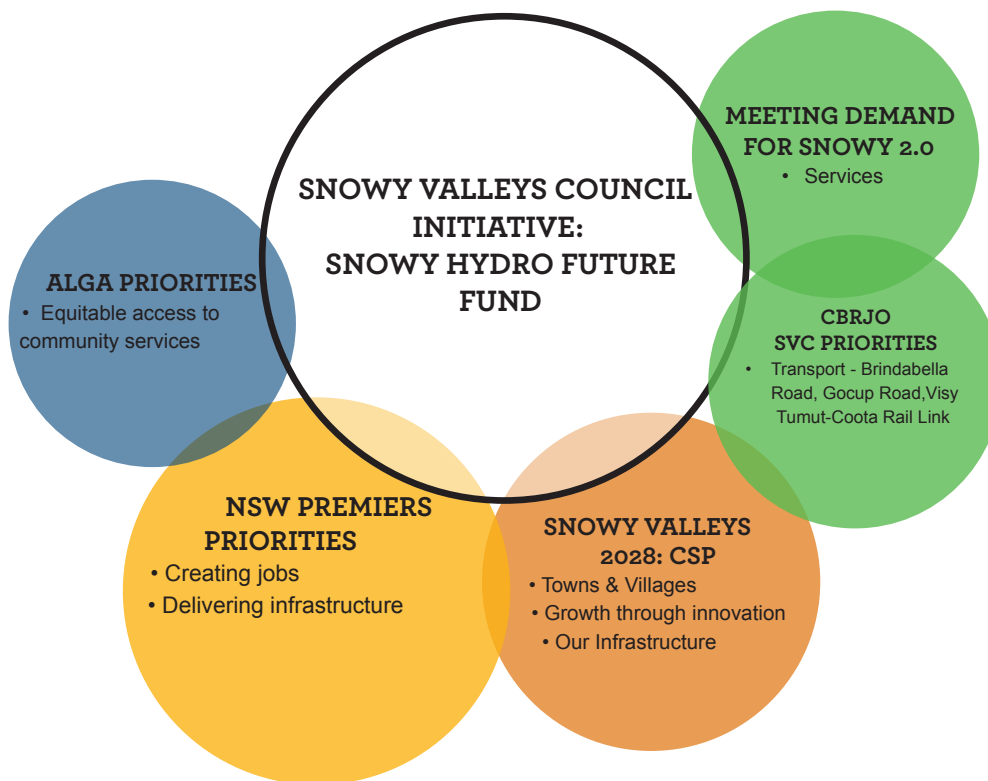 SNOWY VALLEYS COUNCIL
INITIATIVE:
SNOWY HYDRO FUTURE
FUND
MEETING DEMAND
FOR SNOWY 2.0
• Services
ALGA PRIORITIES
• Equitable access to
community services
CBRJO
SVC PRIORITIES
• Transport - Brindabella
Road, Gocup Road,Visy
Tumut-Coota Rail Link
NSW PREMIERS
PRIORITIES
• Creating jobs
• Delivering infrastructure
SNOWY VALLEYS
2028: CSP
• Towns & Villages
• Growth through innovation
• Our Infrastructure